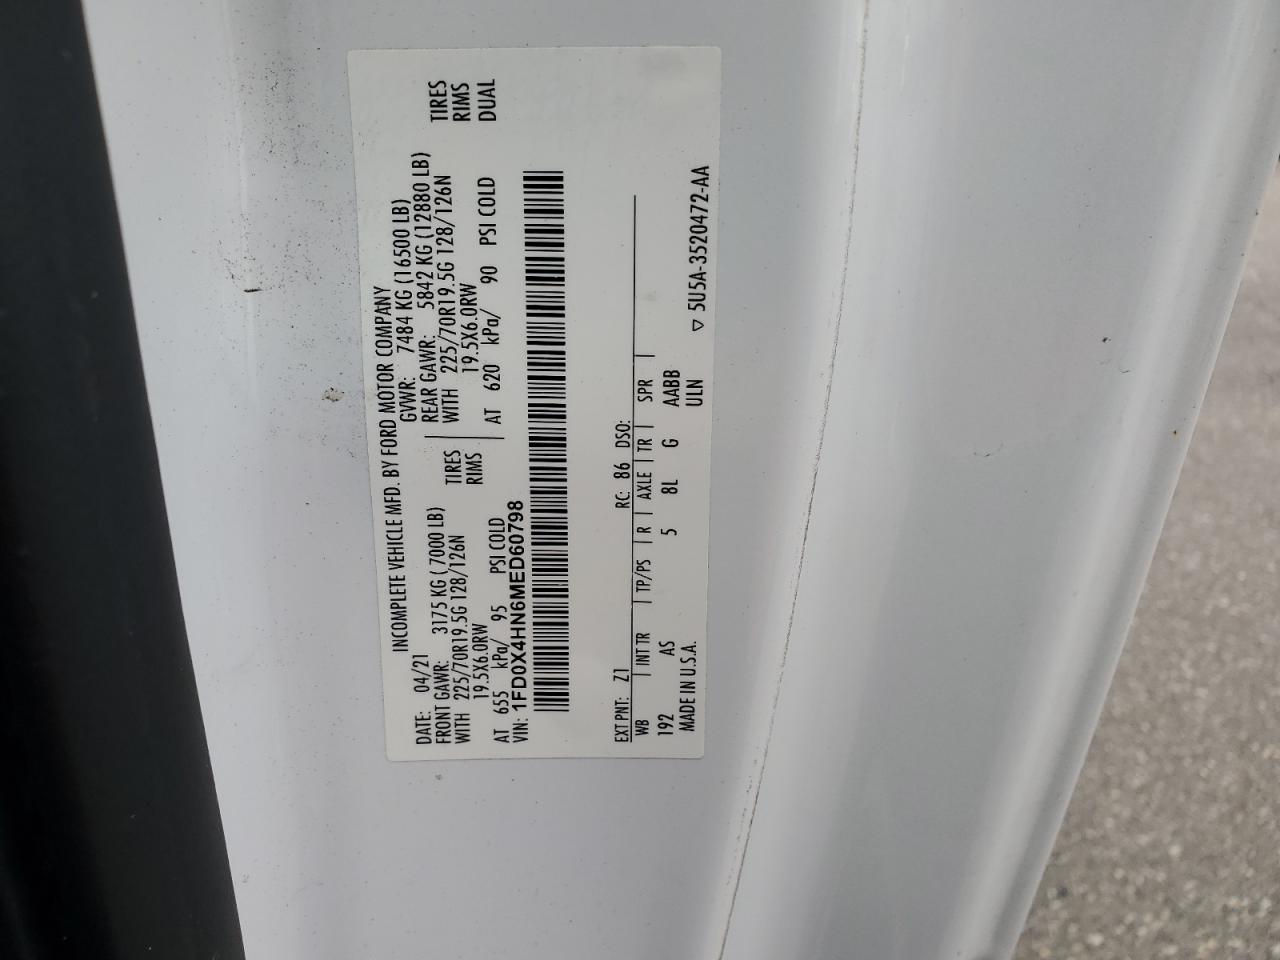 INCOMPLETE VEHICLE MFD. BY FORD MOTOR COMPANY
DATE: 04/21 GVWR: 7484 KG (16500 LB)
FRONT GAWR: 3175 KG ( 7000 LB) REAR GAWR: 5842 KG (12880 LB)
WITH 225/70R19.5G 128/126N TIRES WITH 225/70R19.5G 128/126N TIRES
19.5X6.0RW RIMS 19.5X6.0RW RIMS
AT 655 kPa/ 95 PSI COLD AT 620 kPa/ 90 PSI COLD DUAL
VIN: 1FD0X4HN6MED60798
EXT PNT: Z1 RC: 86 DSO:
WB | INT TR | TP/PS | R | AXLE | TR | SPR |
192 AS 5 8L G AABB
MADE IN U.S.A. ULN
▽ 5U5A-3520472-AA